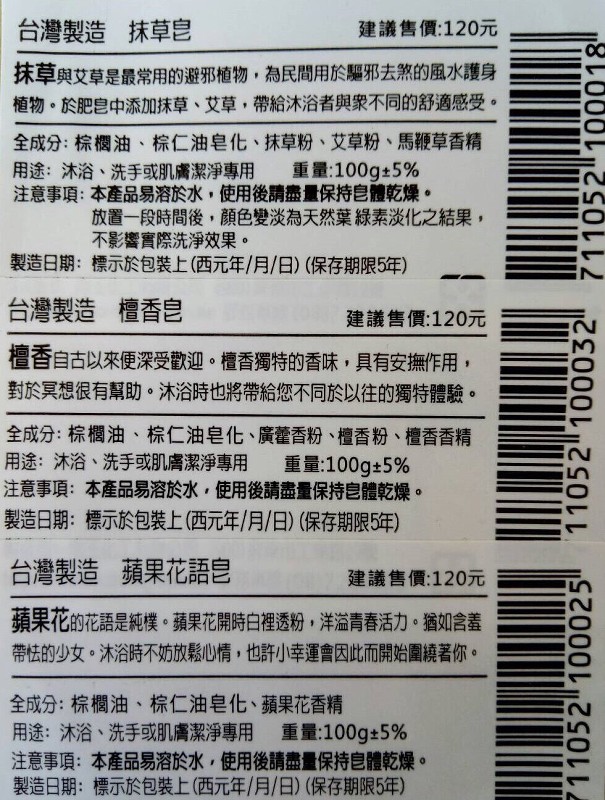 台灣製造 抹草皂 建議售價:120元
抹草與艾草是最常用的避邪植物，為民間用於驅邪去煞的風水護身
植物。於肥皂中添加抹草、艾草，帶給沐浴者與眾不同的舒適感受。
全成分: 棕櫚油、棕仁油皂化、抹草粉、艾草粉、馬鞭草香精
用途: 沐浴、洗手或肌膚潔淨專用 重量:100g±5%
注意事項: 本產品易溶於水，使用後請盡量保持皂體乾燥。
放置一段時間後，顏色變淡為天然葉綠素淡化之結果，
不影響實際洗淨效果。
製造日期: 標示於包裝上(西元年/月/日) (保存期限5年)
711052 100018
台灣製造 檀香皂 建議售價:120元
檀香自古以來便深受歡迎。檀香獨特的香味，具有安撫作用，
對於冥想很有幫助。沐浴時也將帶給您不同於以往的獨特體驗。
全成分: 棕櫚油、棕仁油皂化、廣藿香粉、檀香粉、檀香香精
用途: 沐浴、洗手或肌膚潔淨專用 重量:100g±5%
注意事項: 本產品易溶於水，使用後請盡量保持皂體乾燥。
製造日期: 標示於包裝上(西元年/月/日) (保存期限5年)
11052 100032
台灣製造 蘋果花語皂 建議售價:120元
蘋果花的花語是純樸。蘋果花開時白裡透粉，洋溢青春活力。猶如含羞
帶怯的少女。沐浴時不妨放鬆心情，也許小幸運會因此而開始圍繞著你。
全成分: 棕櫚油、棕仁油皂化、蘋果花香精
用途: 沐浴、洗手或肌膚潔淨專用 重量:100g±5%
注意事項: 本產品易溶於水，使用後請盡量保持皂體乾燥。
製造日期: 標示於包裝上(西元年/月/日) (保存期限5年)
711052 100025